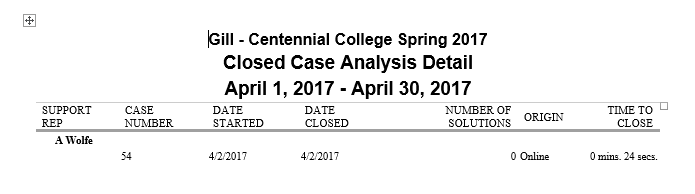 Gill - Centennial College Spring 2017
Closed Case Analysis Detail
April 1, 2017 - April 30, 2017
SUPPORT REP CASE NUMBER DATE STARTED DATE CLOSED NUMBER OF SOLUTIONS ORIGIN TIME TO CLOSE
A Wolfe
54 4/2/2017 4/2/2017 0 Online 0 mins. 24 secs.